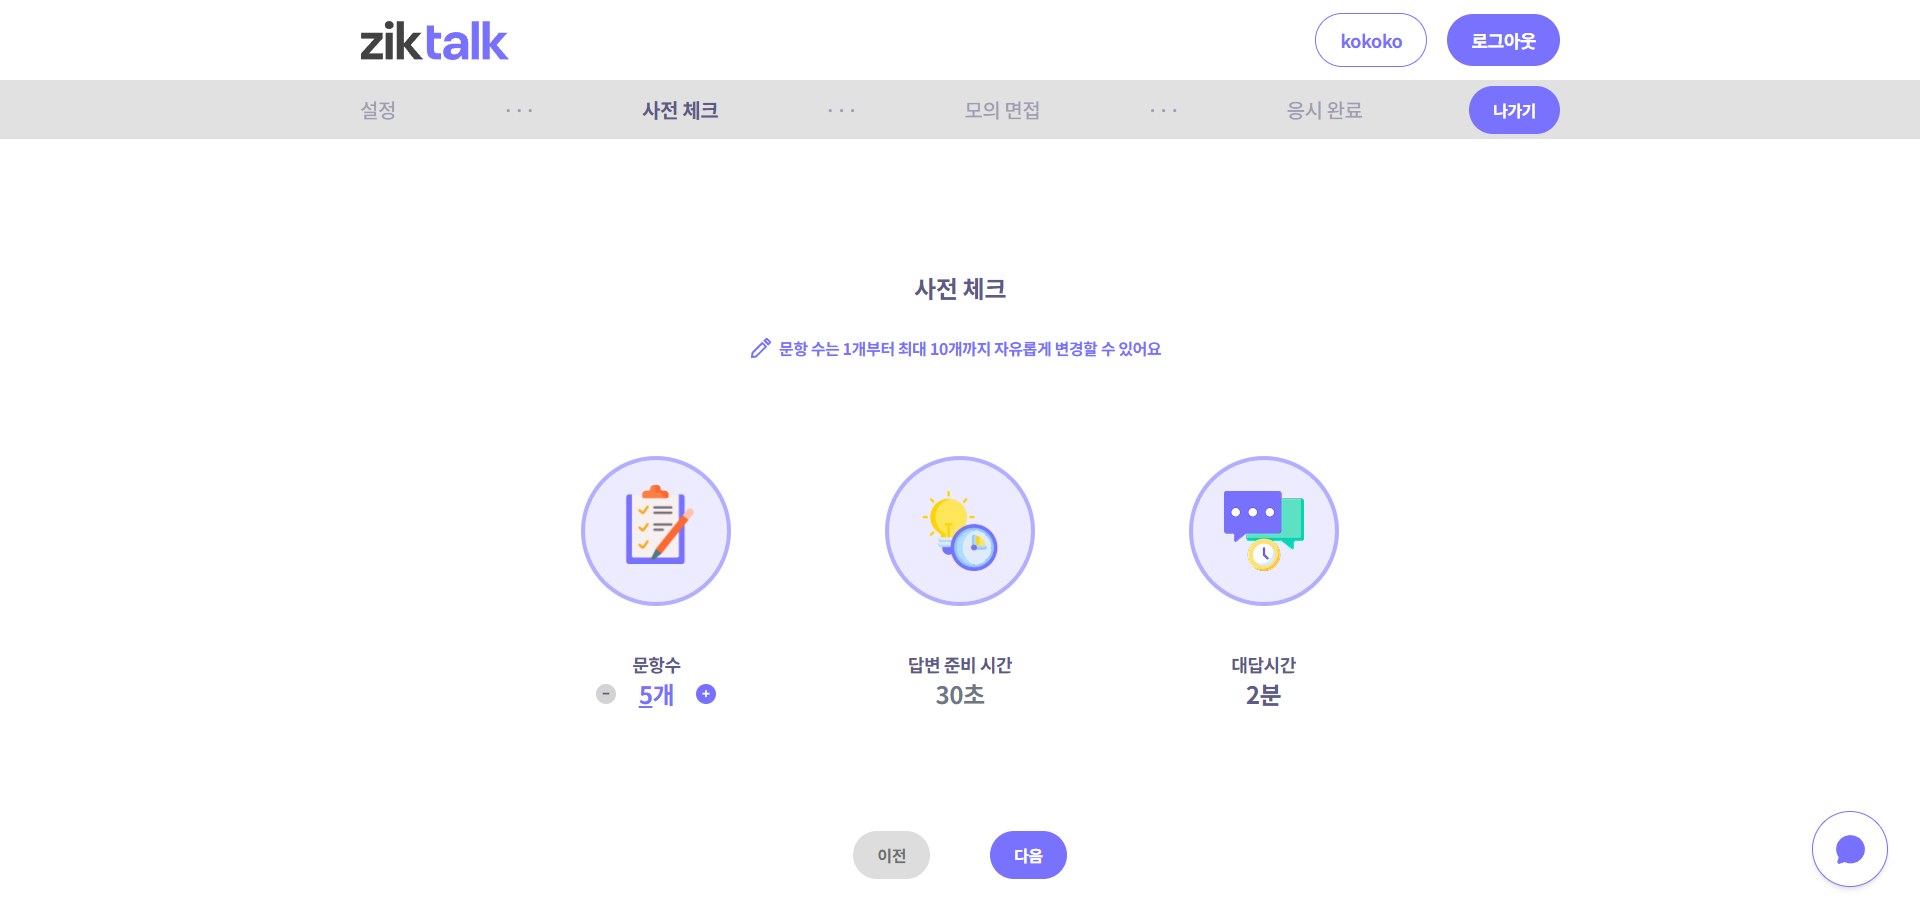 ziktalk
kokoko
로그아웃
설정 ··· 사전 체크 ··· 모의 면접 ··· 응시 완료
나가기
사전 체크
문항 수는 1개부터 최대 10개까지 자유롭게 변경할 수 있어요
문항수
- 5개 +
답변 준비 시간
30초
대답시간
2분
이전
다음